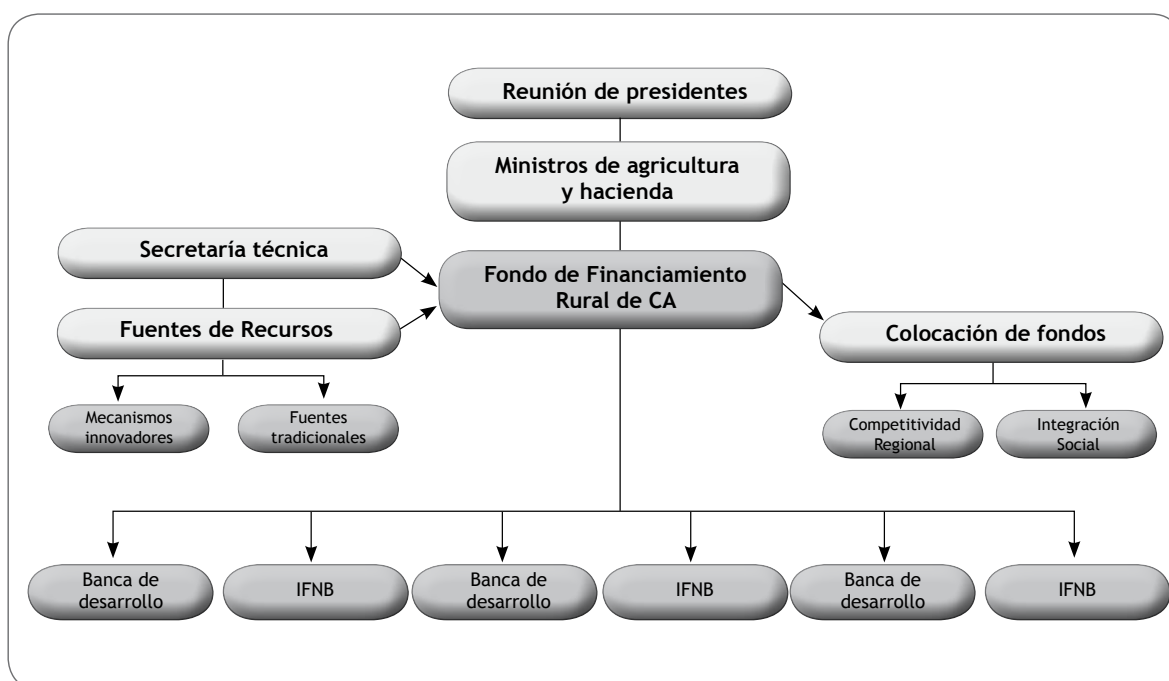 Reunión de presidentes
Ministros de agricultura
y hacienda
Secretaría técnica
Fondo de Financiamiento
Rural de CA
Fuentes de Recursos
Colocación de fondos
Mecanismos
innovadores
Fuentes
tradicionales
Competitividad
Regional
Integración
Social
Banca de
desarrollo
IFNB
Banca de
desarrollo
IFNB
Banca de
desarrollo
IFNB